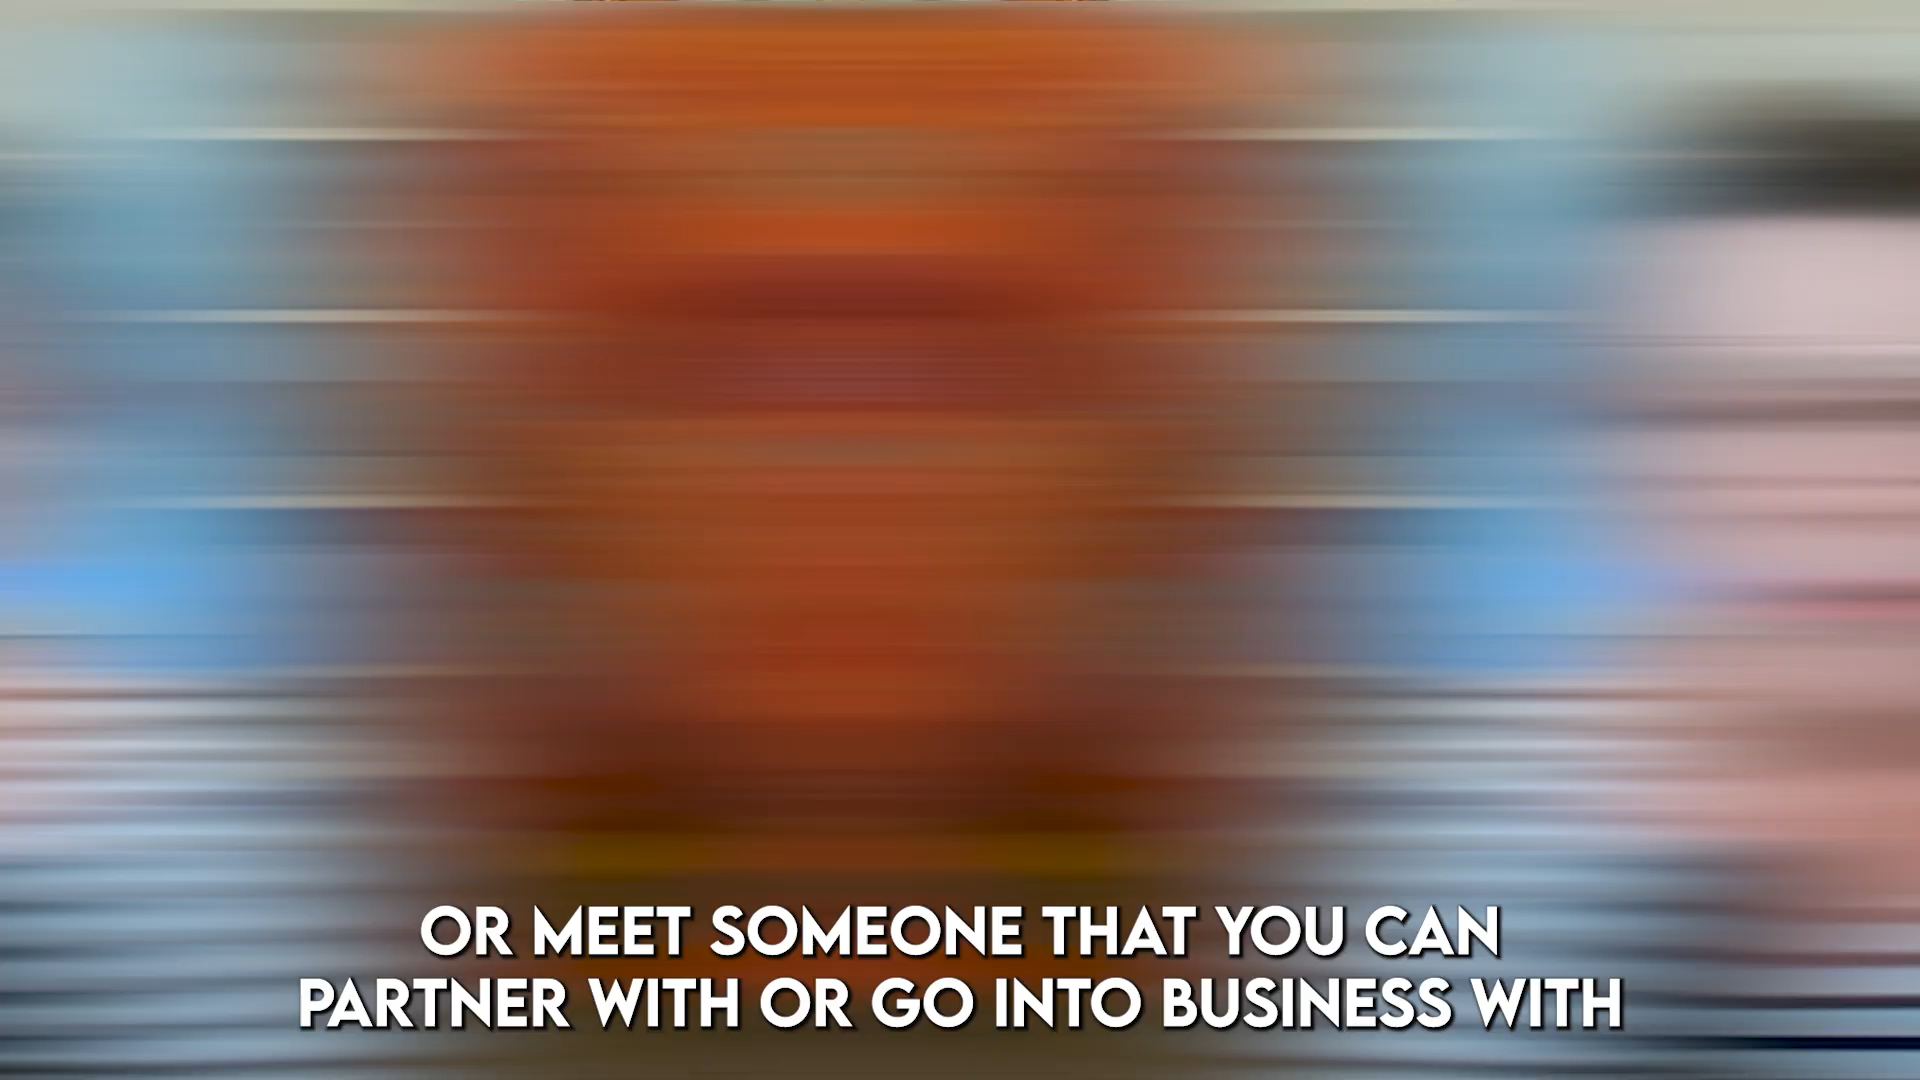 OR MEET SOMEONE THAT YOU CAN
PARTNER WITH OR GO INTO BUSINESS WITH